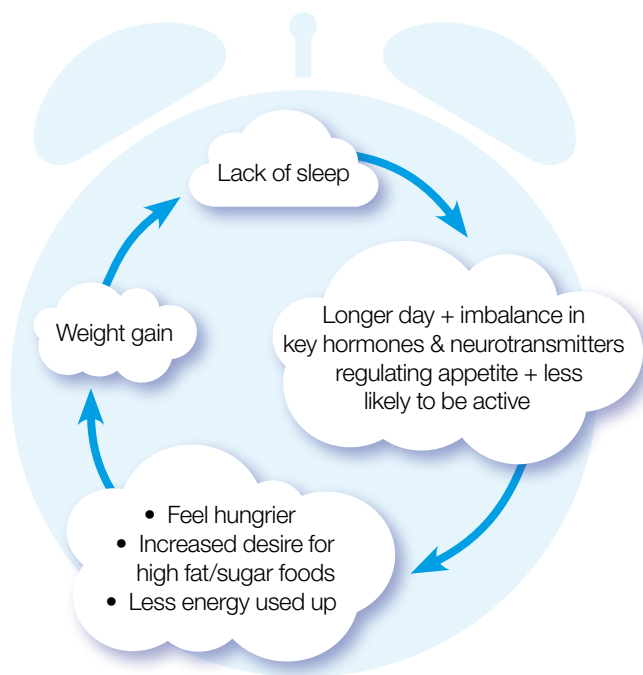 Lack of sleep
Longer day + imbalance in
key hormones & neurotransmitters
regulating appetite + less
likely to be active
• Feel hungrier
• Increased desire for
high fat/sugar foods
• Less energy used up
Weight gain